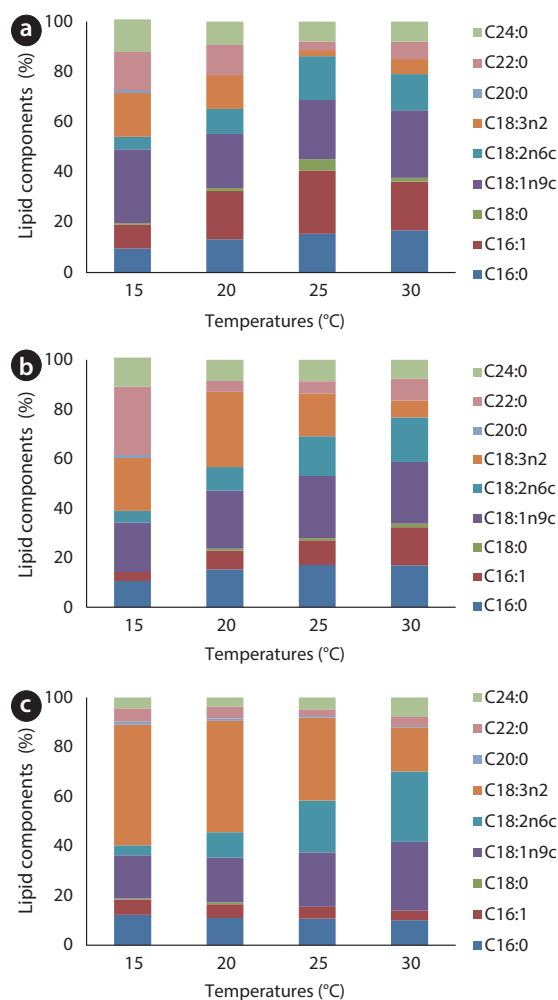 a
Lipid components (%)
100
80
60
40
20
0
15 20 25 30
Temperatures (°C)
C24:0
C22:0
C20:0
C18:3n2
C18:2n6c
C18:1n9c
C18:0
C16:1
C16:0
b
Lipid components (%)
100
80
60
40
20
0
15 20 25 30
Temperatures (°C)
C24:0
C22:0
C20:0
C18:3n2
C18:2n6c
C18:1n9c
C18:0
C16:1
C16:0
c
Lipid components (%)
100
80
60
40
20
0
15 20 25 30
Temperatures (°C)
C24:0
C22:0
C20:0
C18:3n2
C18:2n6c
C18:1n9c
C18:0
C16:1
C16:0